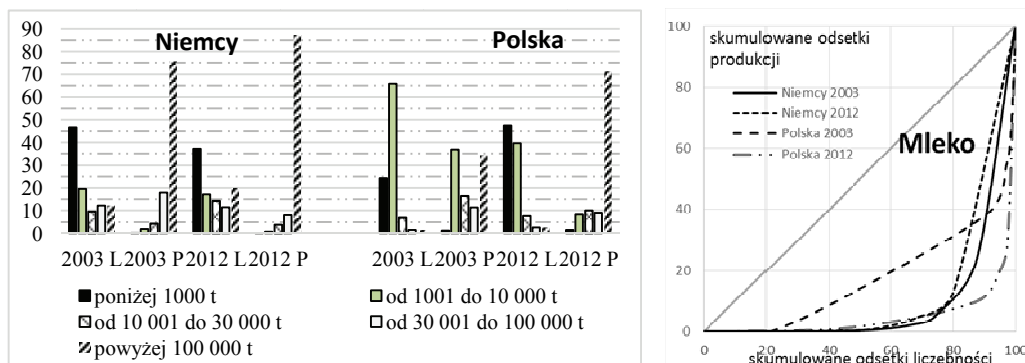 90
80
70
60
50
40
30
20
10
0
Niemcy
Polska
2003 L 2003 P 2012 L 2012 P
2003 L 2003 P 2012 L 2012 P
poniżej 1000 t
od 1001 do 10 000 t
od 10 001 do 30 000 t
od 30 001 do 100 000 t
powyżej 100 000 t
skumulowane odsetki
produkcji
Niemcy 2003
Niemcy 2012
Polska 2003
Polska 2012
Mleko
100
80
60
40
20
0
0 20 40 60 80 100
skumulowane odsetki liczebności